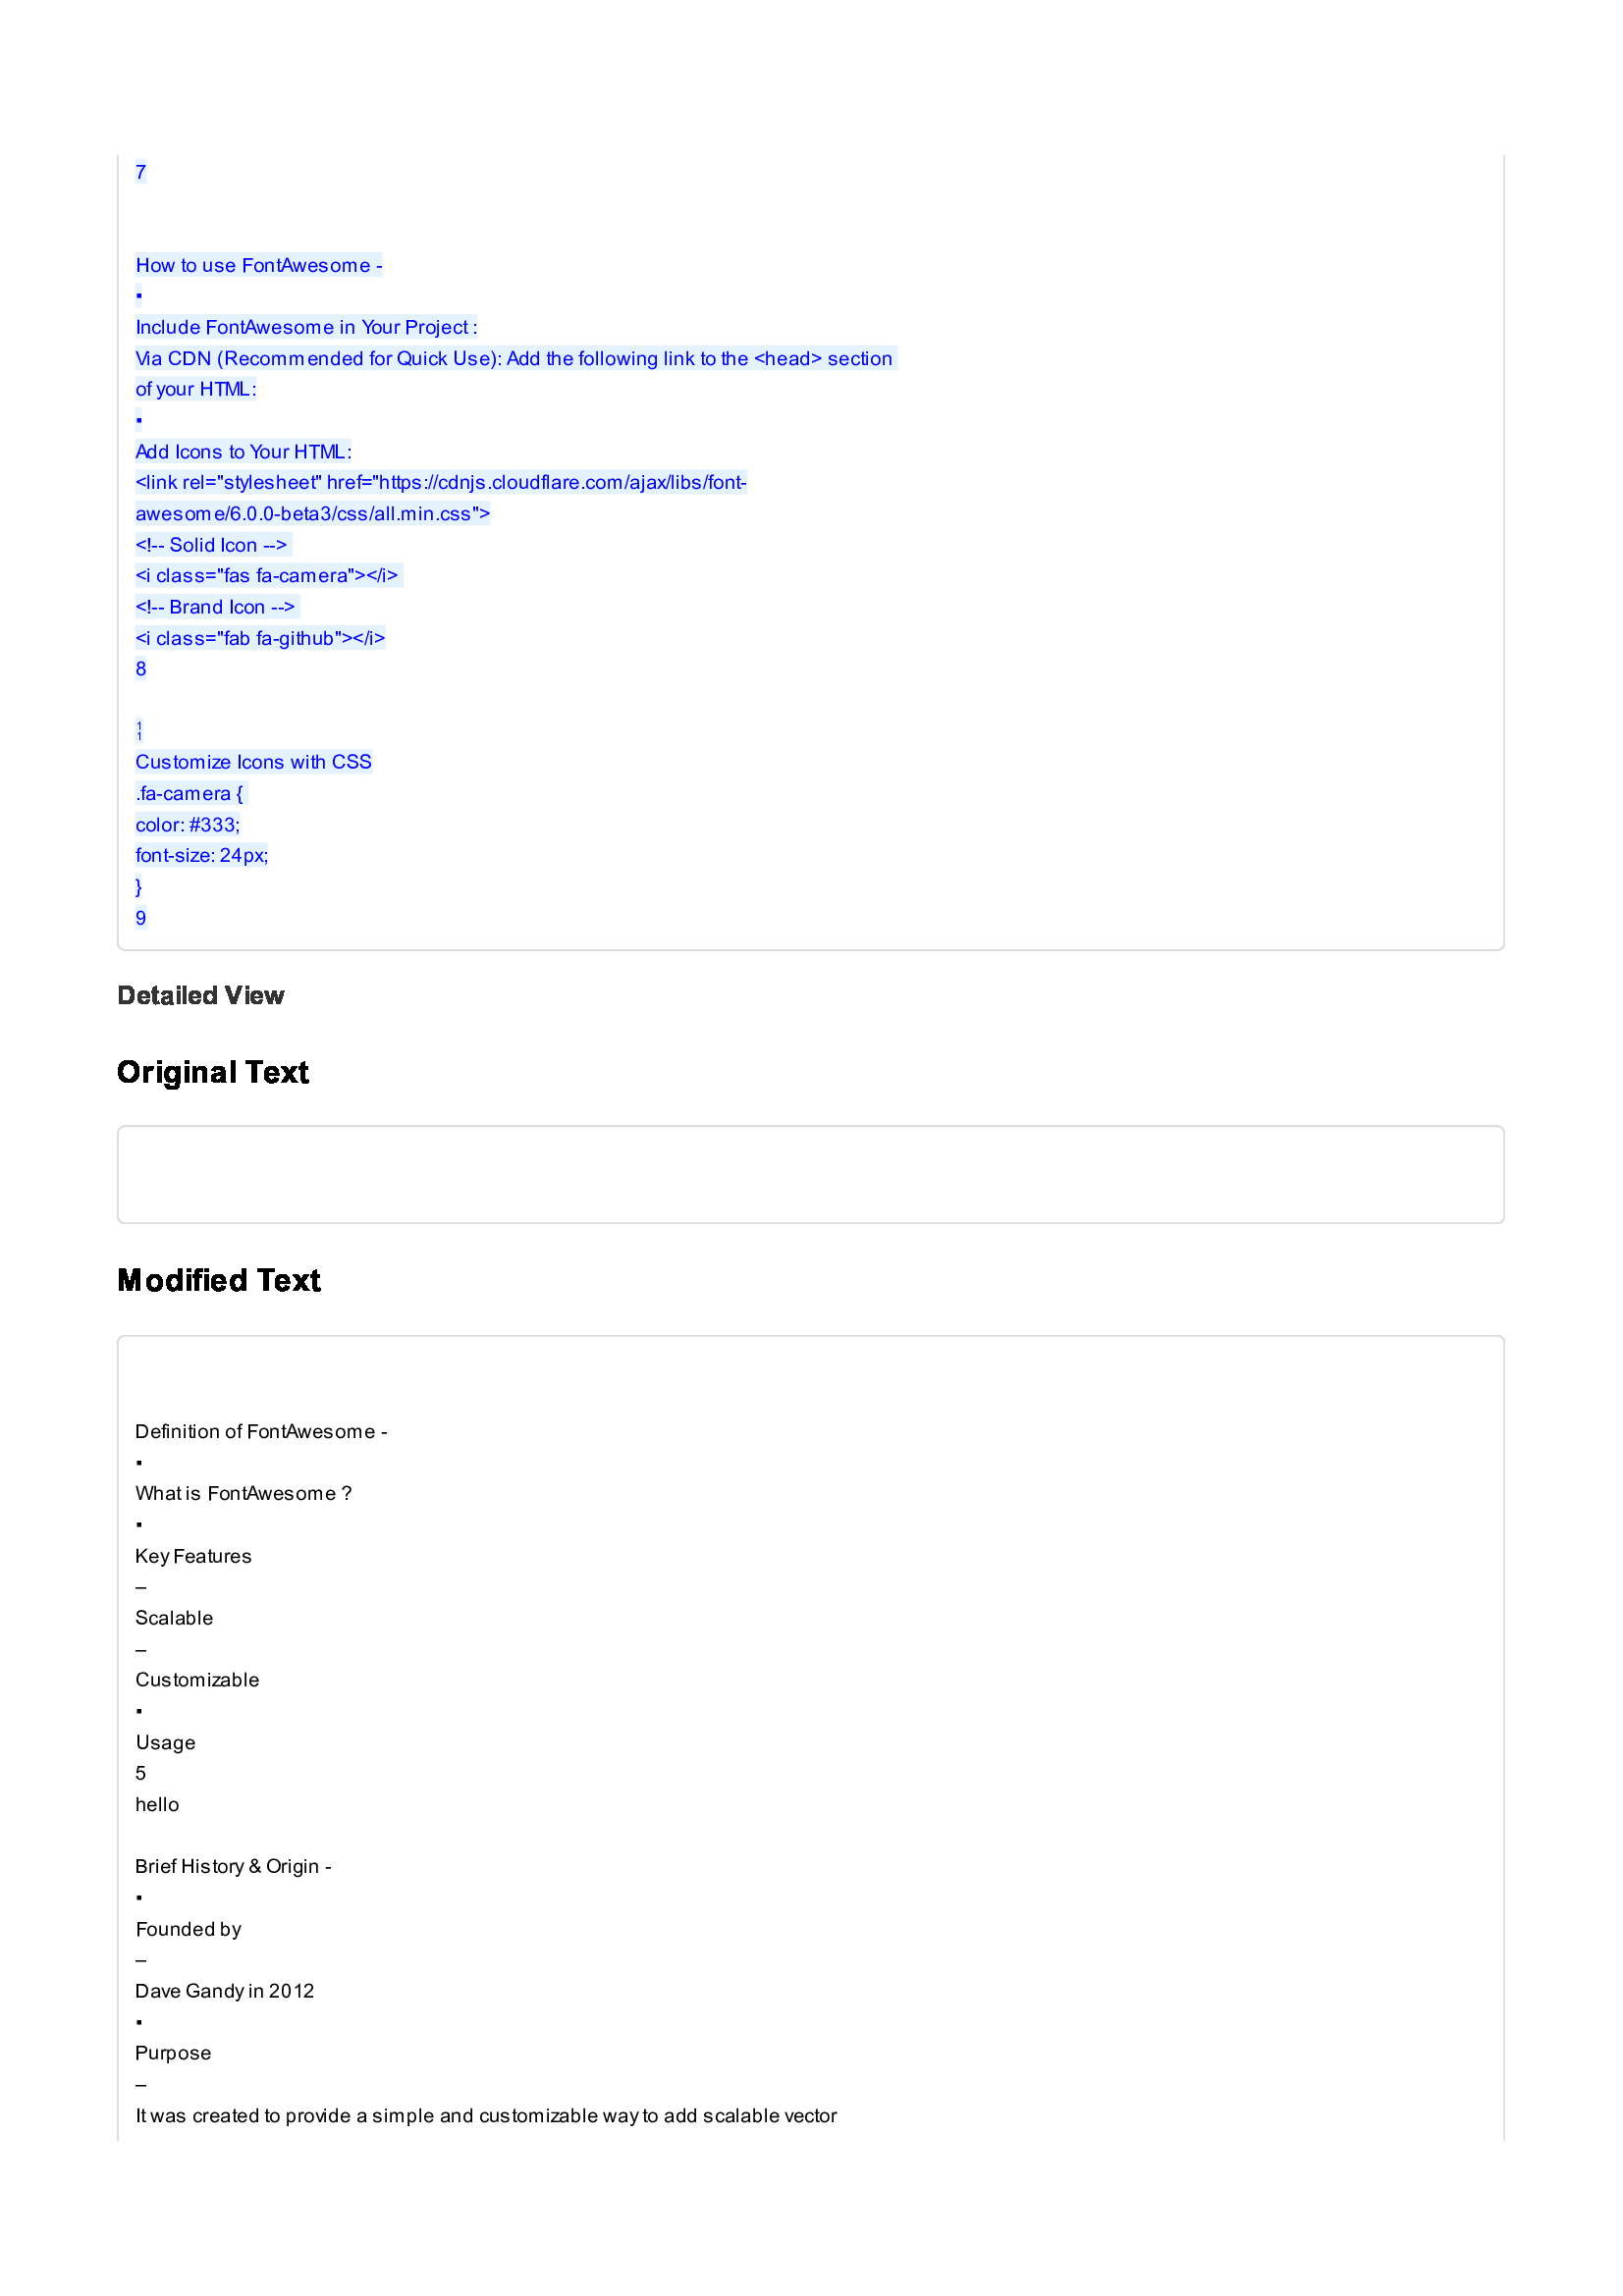 7
How to use FontAwesome -
▪
Include FontAwesome in Your Project :
Via CDN (Recommended for Quick Use): Add the following link to the <head> section
of your HTML:
▪
Add Icons to Your HTML:
<link rel="stylesheet" href="https://cdnjs.cloudflare.com/ajax/libs/font-
awesome/6.0.0-beta3/css/all.min.css">
<!-- Solid Icon -->
<i class="fas fa-camera"></i>
<!-- Brand Icon -->
<i class="fab fa-github"></i>
8
Customize Icons with CSS
.fa-camera {
color: #333;
font-size: 24px;
}
9
Detailed View
Original Text
Modified Text
Definition of FontAwesome -
▪
What is FontAwesome ?
▪
Key Features
–
Scalable
–
Customizable
▪
Usage
5
hello
Brief History & Origin -
▪
Founded by
–
Dave Gandy in 2012
▪
Purpose
–
It was created to provide a simple and customizable way to add scalable vector